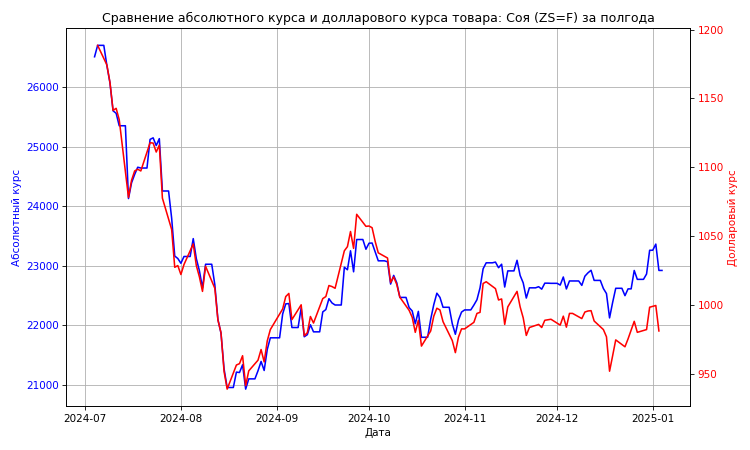 Сравнение абсолютного курса и долларового курса товара: Соя (ZS=F) за полгода
Абсолютный курс
26000
25000
24000
23000
22000
21000
1200
1150
1100
1050
1000
950
Долларовый курс
2024-07 2024-08 2024-09 2024-10 2024-11 2024-12 2025-01
Дата